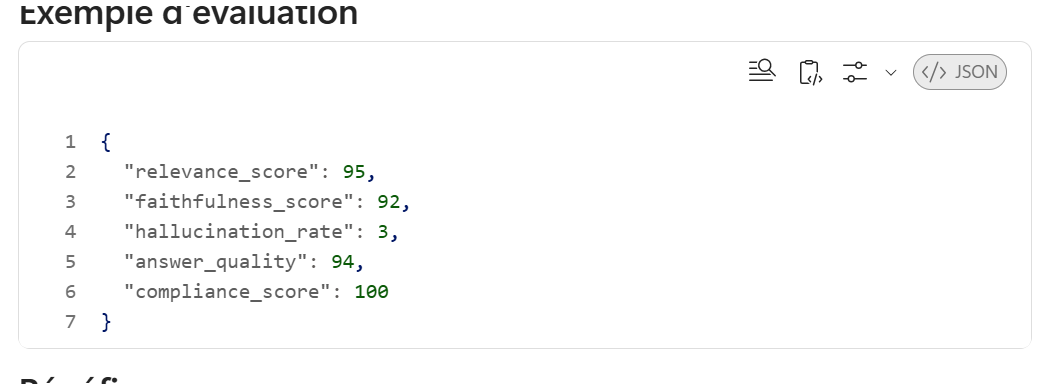 Exemple d'évaluation
</> JSON
1 {
2 "relevance_score": 95,
3 "faithfulness_score": 92,
4 "hallucination_rate": 3,
5 "answer_quality": 94,
6 "compliance_score": 100
7 }